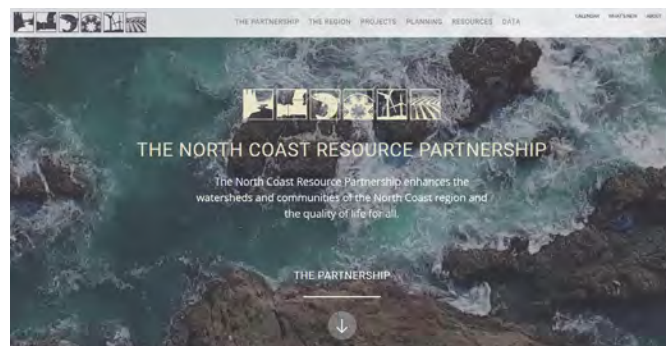 THE PARTNERSHIP THE REGION PROJECTS PLANNING RESOURCES DATA
CALENDAR WHAT'S NEW ABOUT
THE NORTH COAST RESOURCE PARTNERSHIP
The North Coast Resource Partnership enhances the
watersheds and communities of the North Coast region and
the quality of life for all.
THE PARTNERSHIP